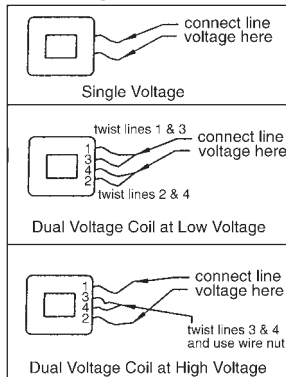 connect line
voltage here
Single Voltage
twist lines 1 & 3
1
3
4
2
connect line
voltage here
twist lines 2 & 4
Dual Voltage Coil at Low Voltage
1
3
4
2
connect line
voltage here
twist lines 3 & 4
and use wire nut
Dual Voltage Coil at High Voltage